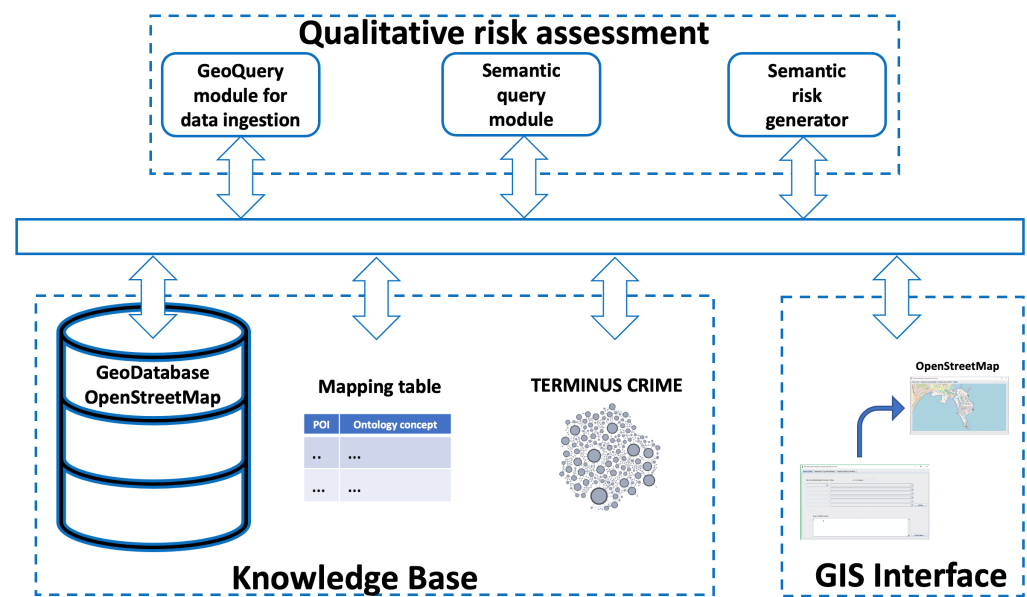 Qualitative risk assessment
GeoQuery
module for
data ingestion
Semantic
query
module
Semantic
risk
generator
GeoDatabase
OpenStreetMap
Mapping table
POI Ontology concept
.. ...
... ...
TERMINUS CRIME
OpenStreetMap
Knowledge Base
GIS Interface